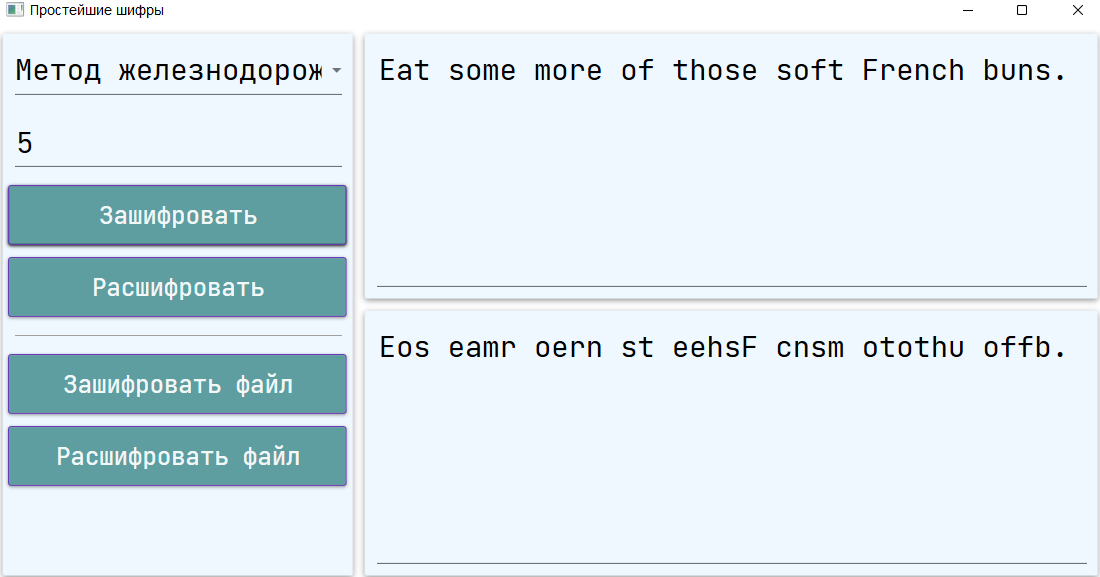 Простейшие шифры
Метод железнодорож
5
Зашифровать
Расшифровать
Зашифровать файл
Расшифровать файл
Eat some more of those soft French buns.
Eos eamr oern st eehsF cnsm otothu offb.